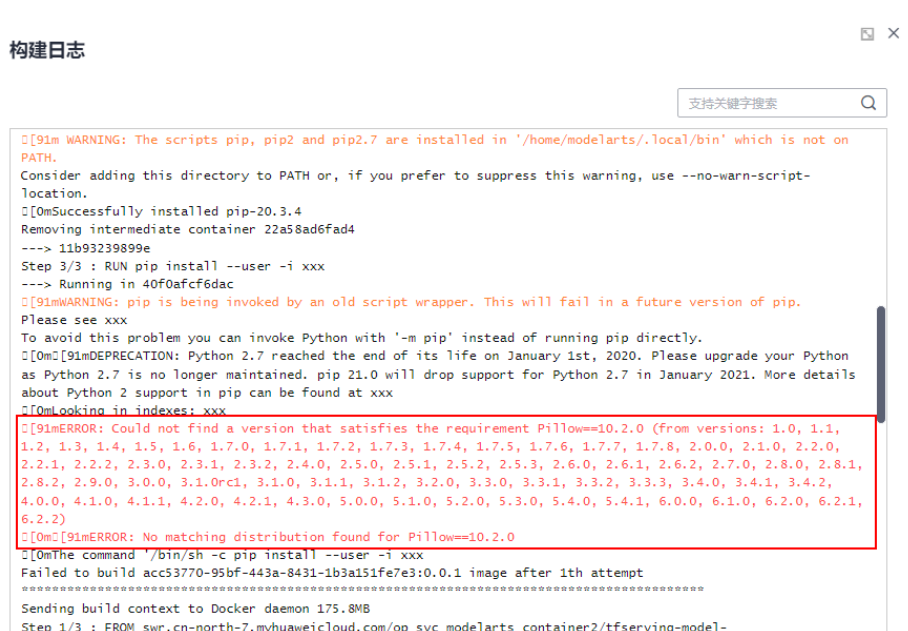 构建日志
支持关键字搜索
[91m WARNING: The scripts pip, pip2 and pip2.7 are installed in '/home/modelarts/.local/bin' which is not on
PATH.
Consider adding this directory to PATH or, if you prefer to suppress this warning, use --no-warn-script-
location.
[0mSuccessfully installed pip-20.3.4
Removing intermediate container 22a58ad6fad4
---> 11b93239899e
Step 3/3 : RUN pip install --user -i xxx
---> Running in 40f0afcf6dac
[91mWARNING: pip is being invoked by an old script wrapper. This will fail in a future version of pip.
Please see xxx
To avoid this problem you can invoke Python with '-m pip' instead of running pip directly.
[0m[91mDEPRECATION: Python 2.7 reached the end of its life on January 1st, 2020. Please upgrade your Python
as Python 2.7 is no longer maintained. pip 21.0 will drop support for Python 2.7 in January 2021. More details
about Python 2 support in pip can be found at xxx
[0mLooking in indexes: xxx
[91mERROR: Could not find a version that satisfies the requirement Pillow==10.2.0 (from versions: 1.0, 1.1,
1.2, 1.3, 1.4, 1.5, 1.6, 1.7.0, 1.7.1, 1.7.2, 1.7.3, 1.7.4, 1.7.5, 1.7.6, 1.7.7, 1.7.8, 2.0.0, 2.1.0, 2.2.0,
2.2.1, 2.2.2, 2.3.0, 2.3.1, 2.3.2, 2.4.0, 2.5.0, 2.5.1, 2.5.2, 2.5.3, 2.6.0, 2.6.1, 2.6.2, 2.7.0, 2.8.0, 2.8.1,
2.8.2, 2.9.0, 3.0.0, 3.1.0rc1, 3.1.0, 3.1.1, 3.1.2, 3.2.0, 3.3.0, 3.3.1, 3.3.2, 3.3.3, 3.4.0, 3.4.1, 3.4.2,
4.0.0, 4.1.0, 4.1.1, 4.2.0, 4.2.1, 4.3.0, 5.0.0, 5.1.0, 5.2.0, 5.3.0, 5.4.0, 5.4.1, 6.0.0, 6.1.0, 6.2.0, 6.2.1,
6.2.2)
[0m[91mERROR: No matching distribution found for Pillow==10.2.0
[0mThe command '/bin/sh -c pip install --user -i xxx
Failed to build acc53770-95bf-443a-8431-1b3a151fe7e3:0.0.1 image after 1th attempt
******************************************************************************************
Sending build context to Docker daemon 175.8MB
Step 1/3 : FROM swr.cn-north-7.myhuaweicloud.com/op_svc_modelarts_container2/tfserving-model-